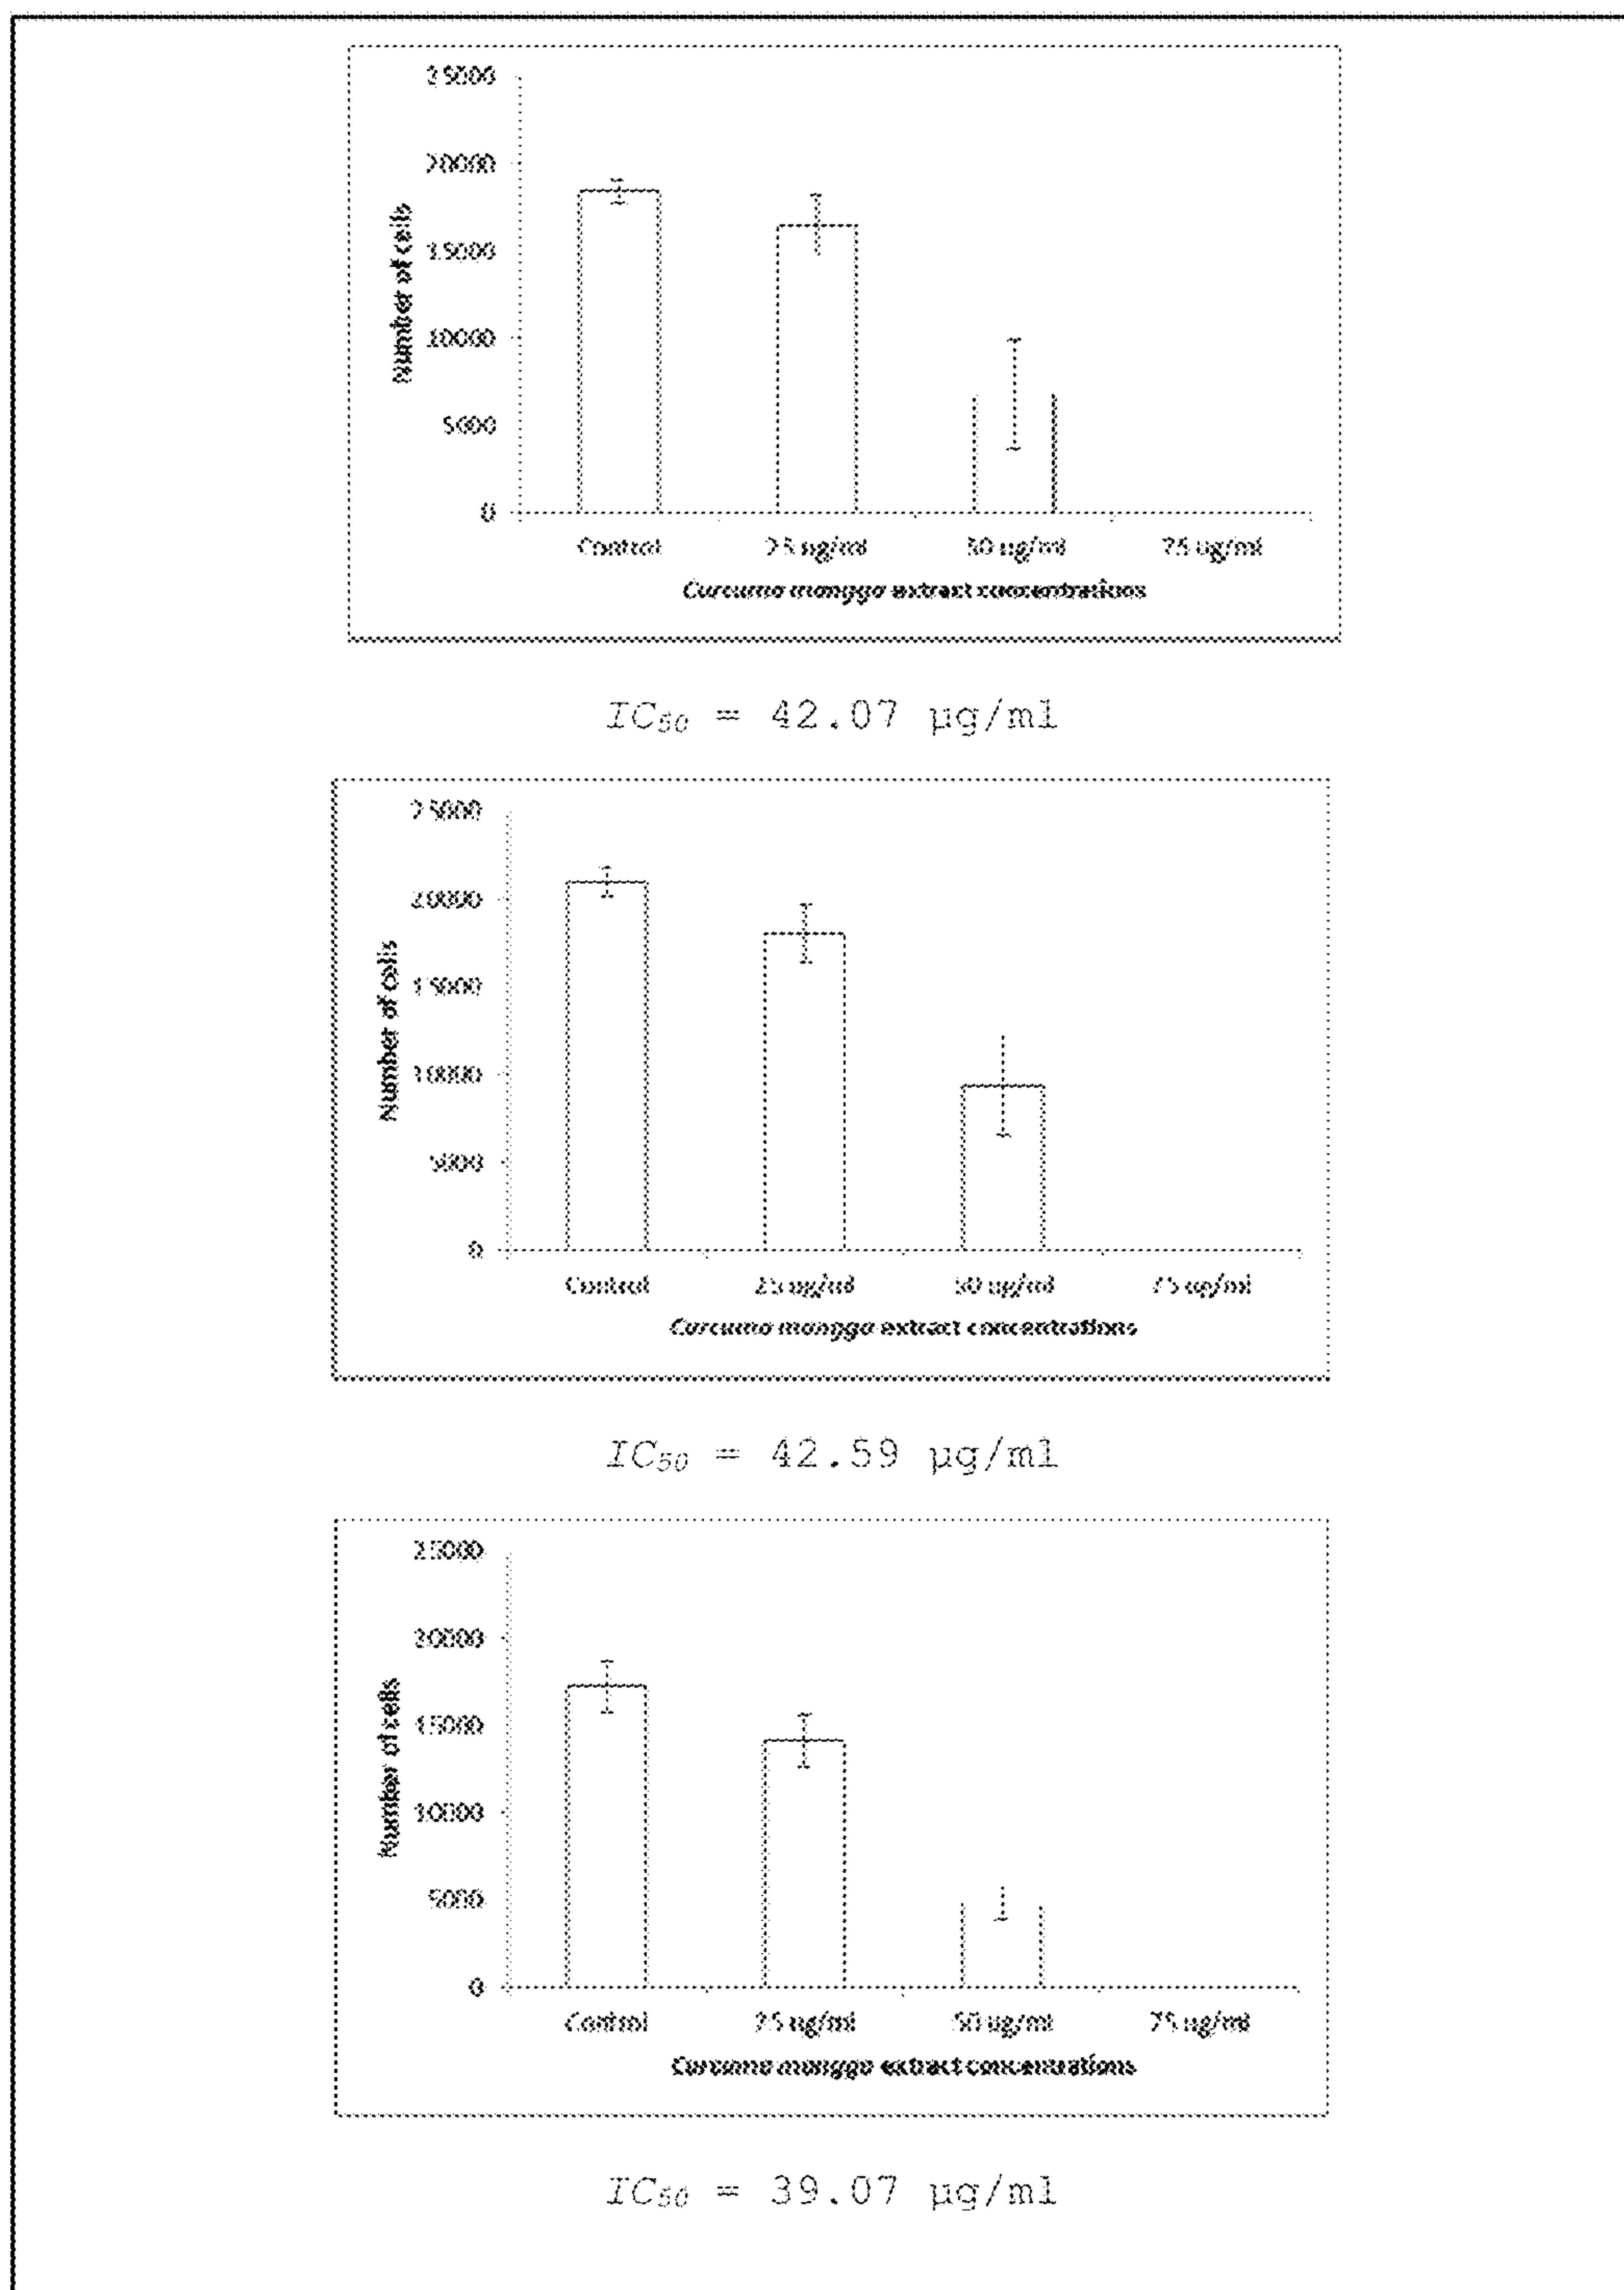 25000
20000
15000
10000
5000
0
Number of cells
Control 25 ug/ml 50 ug/ml 75 ug/ml
Curcuma mangga extract concentrations
IC50 = 42.07 µg/ml
25000
20000
15000
10000
5000
0
Number of cells
Control 25 ug/ml 50 ug/ml 75 ug/ml
Curcuma mangga extract concentrations
IC50 = 42.59 µg/ml
25000
20000
15000
10000
5000
0
Number of cells
Control 25 ug/ml 50 ug/ml 75 ug/ml
Curcuma mangga extract concentrations
IC50 = 39.07 µg/ml